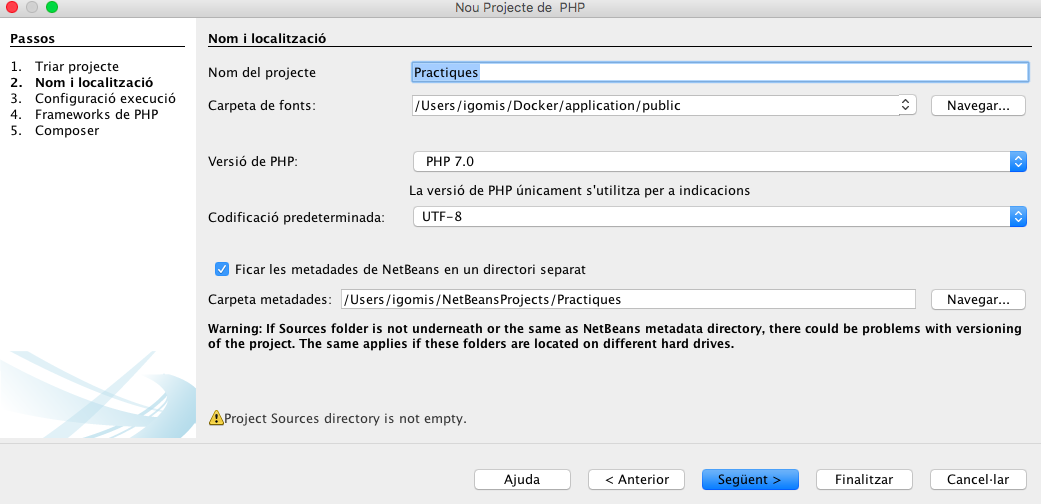 Nou Projecte de PHP
Passos
1. Triar projecte
2. Nom i localització
3. Configuració execució
4. Frameworks de PHP
5. Composer
Nom i localització
Nom del projecte Practiques
Carpeta de fonts: /Users/igomis/Docker/application/public Navegar...
Versió de PHP: PHP 7.0
La versió de PHP únicament s'utilitza per a indicacions
Codificació predeterminada: UTF-8
Ficar les metadades de NetBeans en un directori separat
Carpeta metadades: /Users/igomis/NetBeansProjects/Practiques Navegar...
Warning: If Sources folder is not underneath or the same as NetBeans metadata directory, there could be problems with versioning
of the project. The same applies if these folders are located on different hard drives.
Project Sources directory is not empty.
Ajuda < Anterior Següent > Finalitzar Cancel·lar